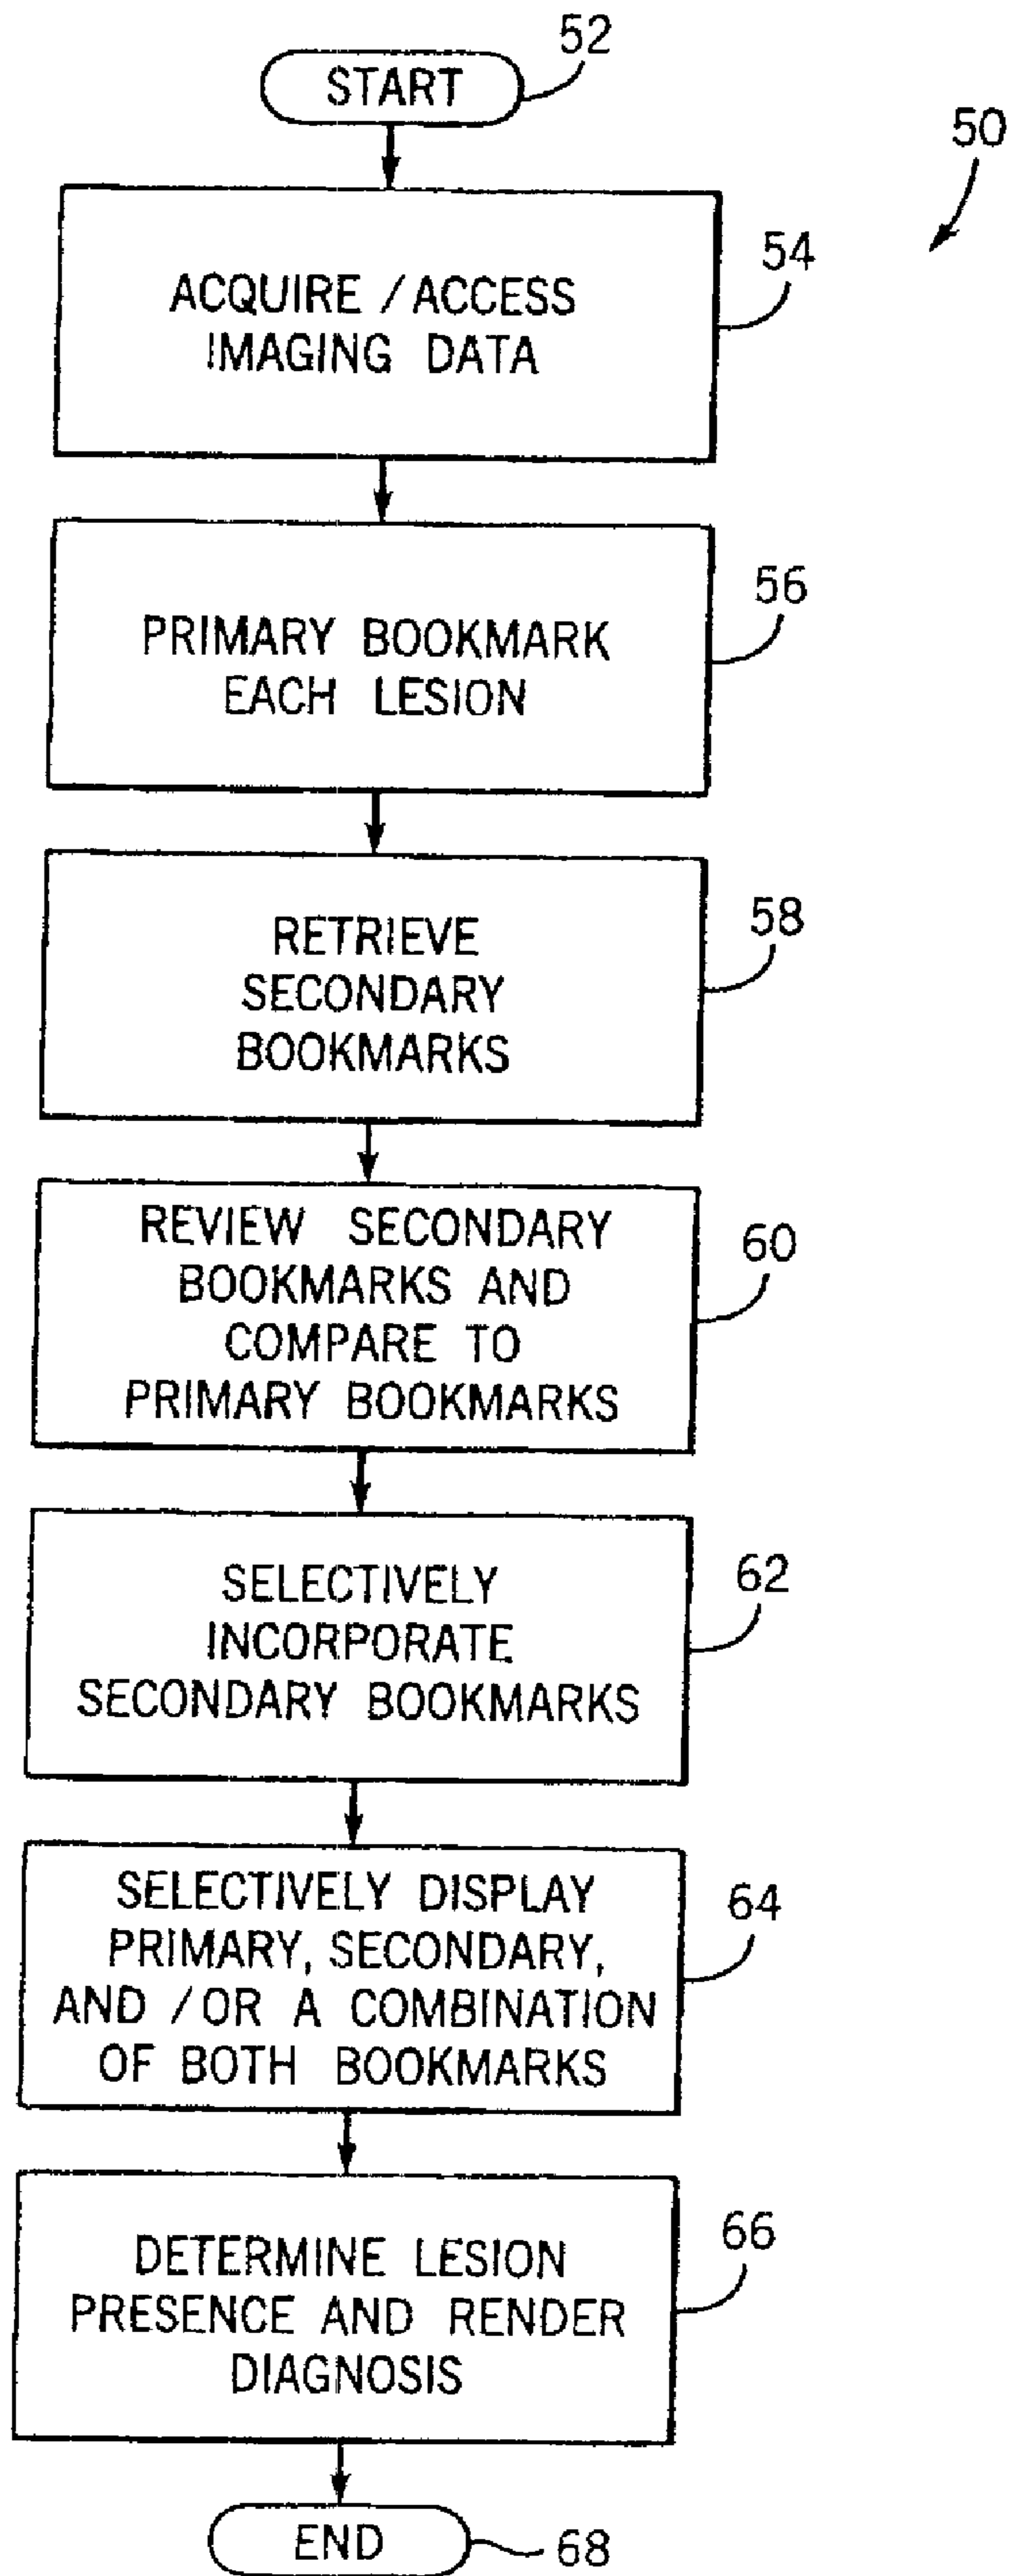 52
START
50
54
ACQUIRE / ACCESS
IMAGING DATA
56
PRIMARY BOOKMARK
EACH LESION
58
RETRIEVE
SECONDARY
BOOKMARKS
60
REVIEW SECONDARY
BOOKMARKS AND
COMPARE TO
PRIMARY BOOKMARKS
62
SELECTIVELY
INCORPORATE
SECONDARY BOOKMARKS
64
SELECTIVELY DISPLAY
PRIMARY, SECONDARY,
AND / OR A COMBINATION
OF BOTH BOOKMARKS
66
DETERMINE LESION
PRESENCE AND RENDER
DIAGNOSIS
END
68